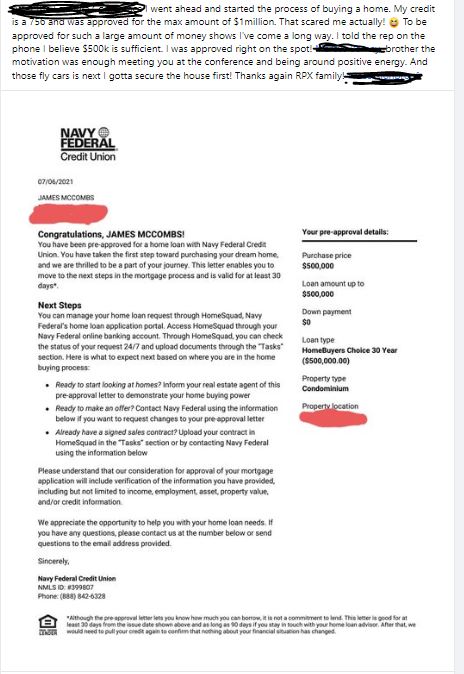 I went ahead and started the process of buying a home. My credit
is a 750 and was approved for the max amount of $1million. That scared me actually! 😅 To be
approved for such a large amount of money shows I've come a long way. I told the rep on the
phone I believe $500k is sufficient. I was approved right on the spot! brother the
motivation was enough meeting you at the conference and being around positive energy. And
those fly cars is next I gotta secure the house first! Thanks again RPX family!
NAVY
FEDERAL
Credit Union
07/06/2021
JAMES MCCOMBS
Congratulations, JAMES MCCOMBS!
You have been pre-approved for a home loan with Navy Federal Credit
Union. You have taken the first step toward purchasing your dream home,
and we are thrilled to be a part of your journey. This letter enables you to
move to the next steps in the mortgage process and is valid for at least 30
days*.
Next Steps
You can manage your home loan request through HomeSquad, Navy
Federal's home loan application portal. Access HomeSquad through your
Navy Federal online banking account. Through HomeSquad, you can check
the status of your request 24/7 and upload documents through the "Tasks"
section. Here is what to expect next based on where you are in the home
buying process:
• Ready to start looking at homes? Inform your real estate agent of this
pre-approval letter to demonstrate your home buying power
• Ready to make an offer? Contact Navy Federal using the information
below if you want to request changes to your pre-approval letter
• Already have a signed sales contract? Upload your contract in
HomeSquad in the "Tasks" section or by contacting Navy Federal
using the information below
Please understand that our consideration for approval of your mortgage
application will include verification of the information you have provided,
including but not limited to income, employment, asset, property value,
and/or credit information.
We appreciate the opportunity to help you with your home loan needs. If
you have any questions, please contact us at the number below or send
questions to the email address provided.
Sincerely,
Navy Federal Credit Union
NMLS ID: #399807
Phone: (888) 842-6328
Your pre-approval details:
Purchase price
$500,000
Loan amount up to
$500,000
Down payment
$0
Loan type
HomeBuyers Choice 30 Year
($500,000.00)
Property type
Condominium
Property location
EQUAL HOUSING
LENDER
*Although the pre-approval letter lets you know how much you can borrow, it is not a commitment to lend. This letter is good for at
least 30 days from the issue date shown above and as long as 90 days if you stay in touch with your home loan advisor. After that, we
would need to pull your credit again to confirm that nothing about your financial situation has changed.